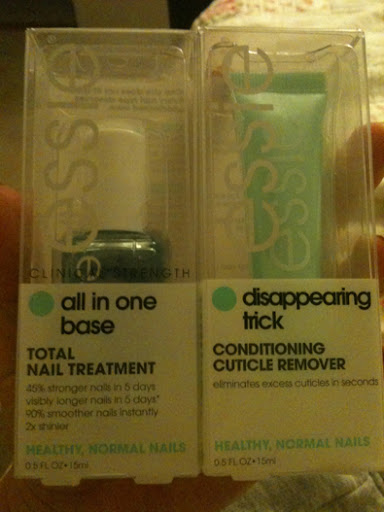 essie
CLINICAL STRENGTH
all in one
base
TOTAL
NAIL TREATMENT
45% stronger nails in 5 days
visibly longer nails in 5 days*
90% smoother nails instantly
2x shinier
HEALTHY, NORMAL NAILS
0.5 FL OZ • 15ml
essie
essie
disappearing
trick
CONDITIONING
CUTICLE REMOVER
eliminates excess cuticles in seconds
HEALTHY, NORMAL NAILS
0.5 FL OZ • 15ml